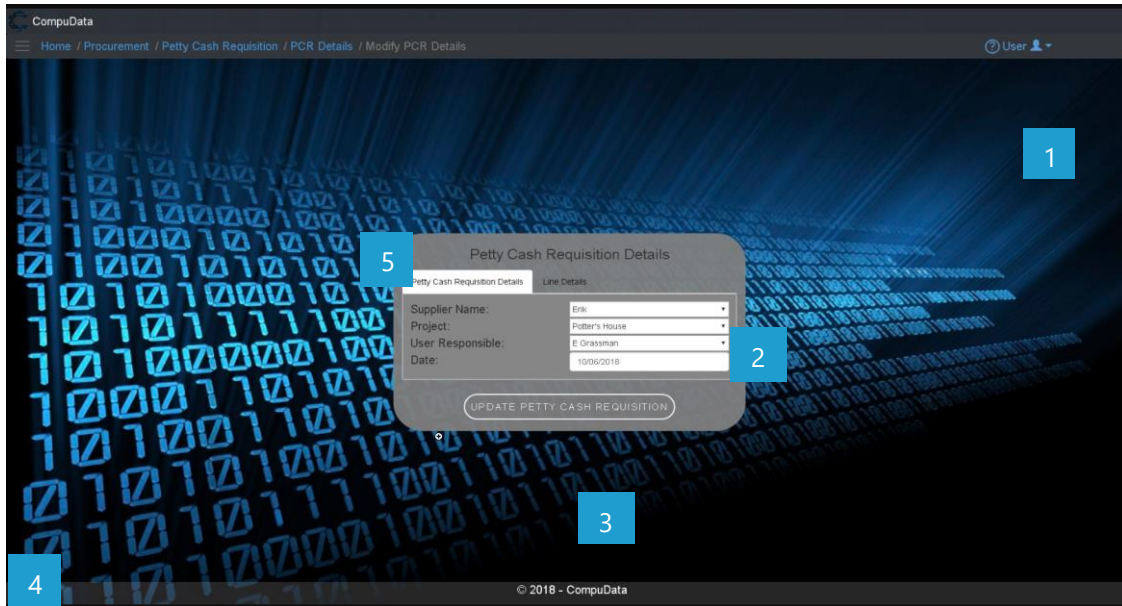 CompuData
Home / Procurement / Petty Cash Requisition / PCR Details / Modify PCR Details
User
1
5
Petty Cash Requisition Details
Petty Cash Requisition Details Line Details
Supplier Name: Erik
Project: Potter's House
User Responsible: E Grassman
Date: 10/06/2018
2
UPDATE PETTY CASH REQUISITION
3
4
© 2018 - CompuData